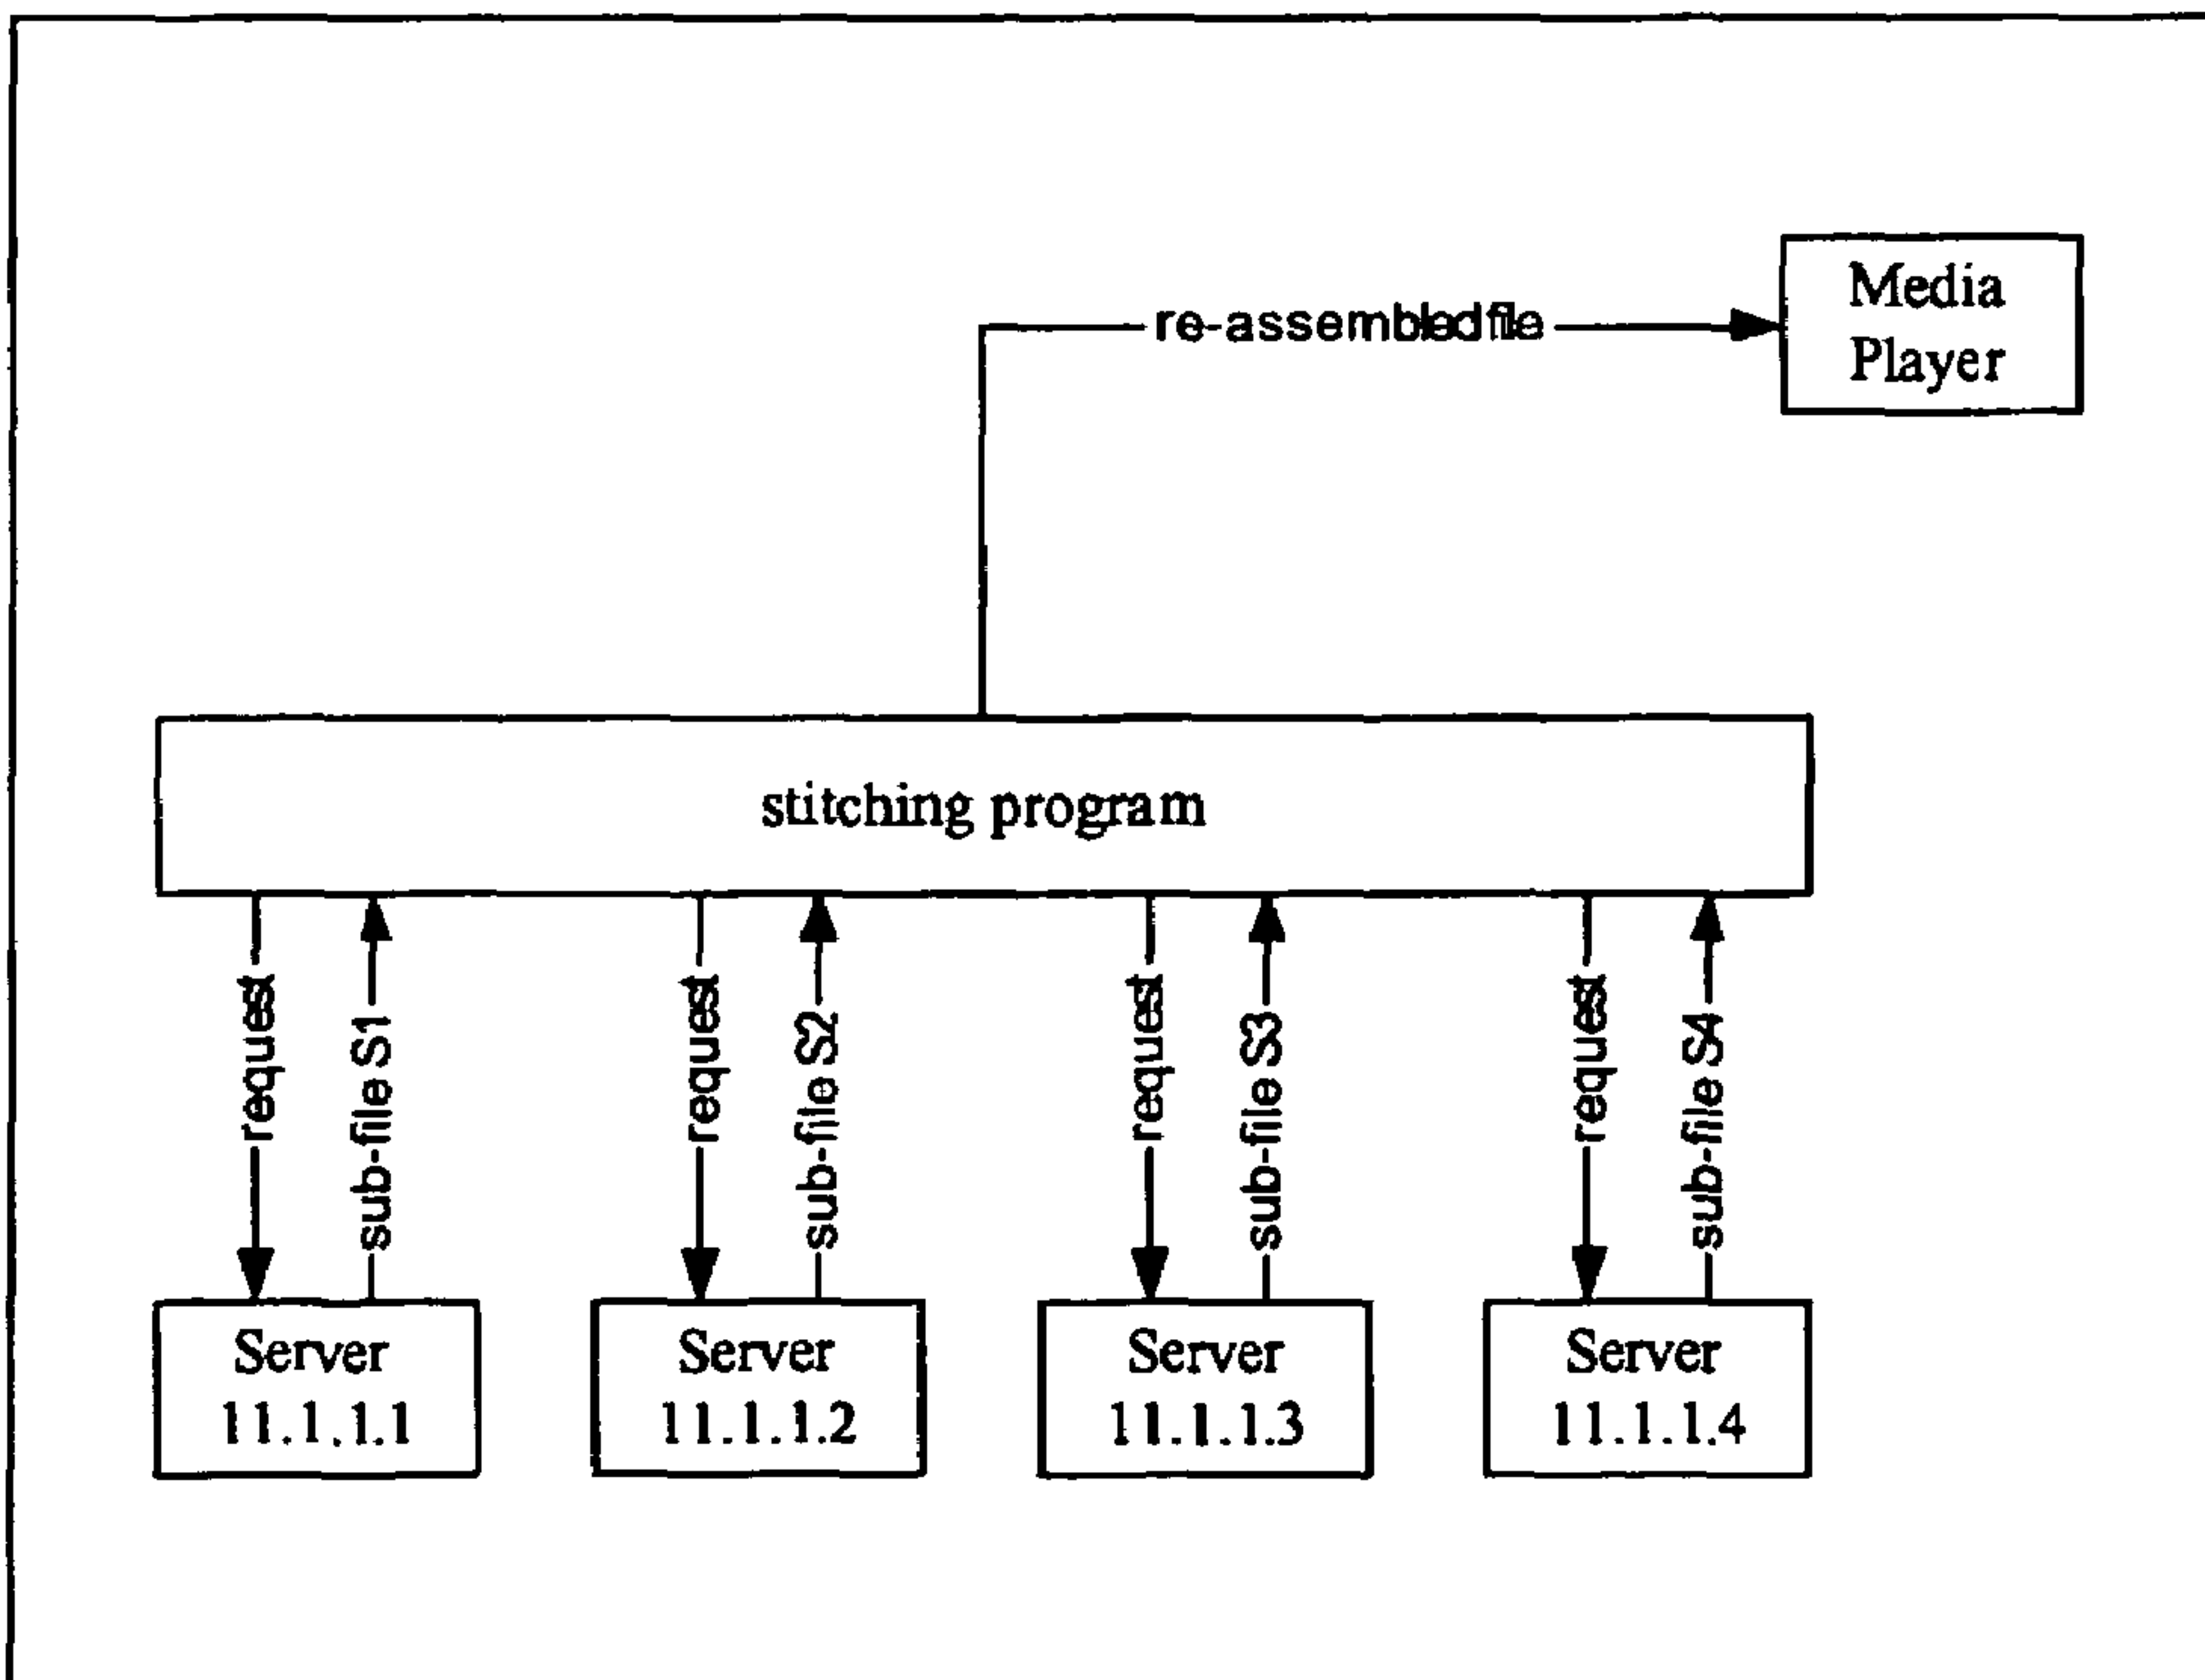 Media
Player
re-assembled file
stitching program
request
sub-file S1
request
sub-file S2
request
sub-file S3
request
sub-file S4
Server
11.1.1.1
Server
11.1.1.2
Server
11.1.1.3
Server
11.1.1.4